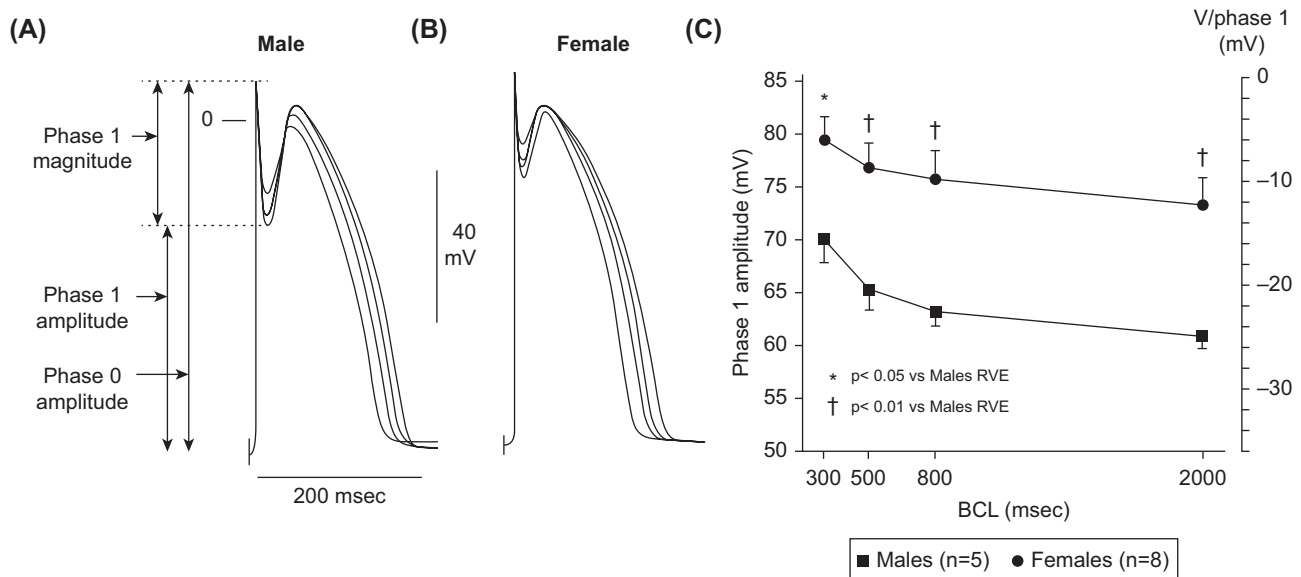 (A)
Male
Phase 1
magnitude
0
Phase 1
amplitude
Phase 0
amplitude
40
mV
200 msec
(B)
Female
(C)
V/phase 1
(mV)
Phase 1 amplitude (mV)
85
80
75
70
65
60
55
50
0
–10
–20
–30
*
†
†
†
* p< 0.05 vs Males RVE
† p< 0.01 vs Males RVE
300 500 800 2000
BCL (msec)
Males (n=5) Females (n=8)